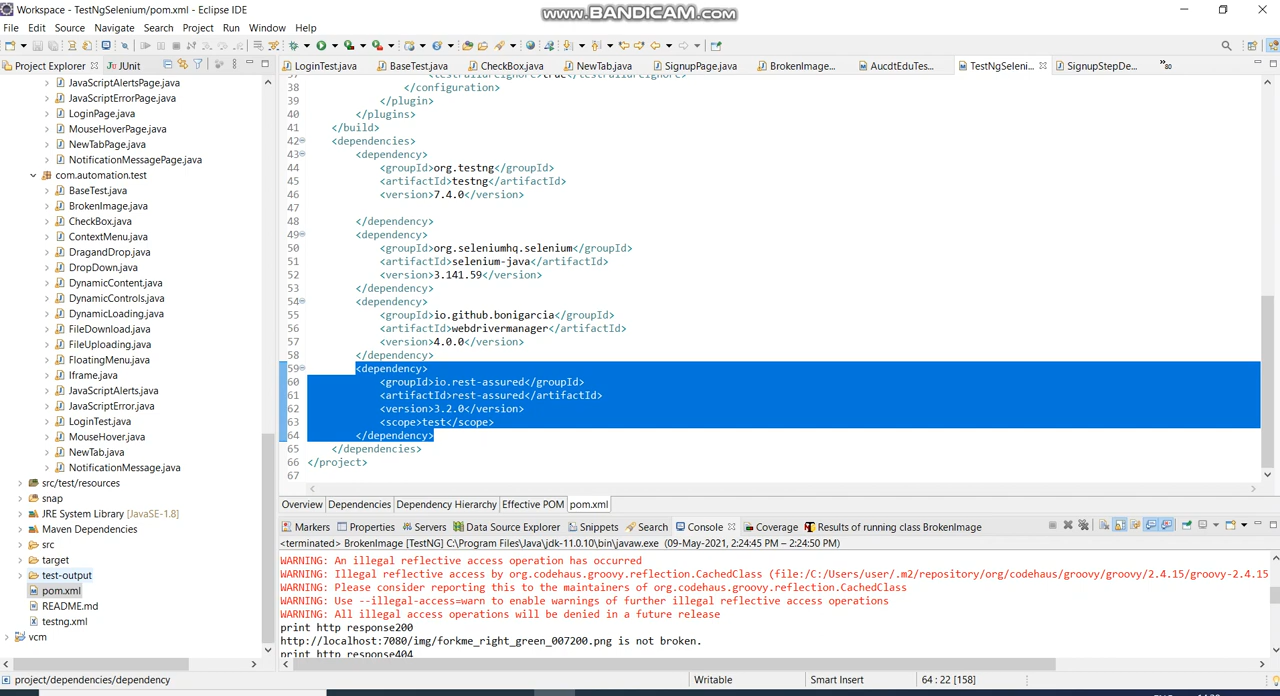 Workspace - TestNgSelenium/pom.xml - Eclipse IDE
www.BANDICAM.com
File Edit Source Navigate Search Project Run Window Help
Project Explorer JUnit
LoginTest.java BaseTest.java CheckBox.java NewTab.java SignupPage.java BrokenImage... AucdtEduTes... TestNgSeleni... SignupStepDe... 80
JavaScriptAlertsPage.java
JavaScriptErrorPage.java
LoginPage.java
MouseHoverPage.java
NewTabPage.java
NotificationMessagePage.java
com.automation.test
BaseTest.java
BrokenImage.java
CheckBox.java
ContextMenu.java
DragandDrop.java
DropDown.java
DynamicContent.java
DynamicControls.java
DynamicLoading.java
FileDownload.java
FileUploading.java
FloatingMenu.java
Iframe.java
JavaScriptAlerts.java
JavaScriptError.java
LoginTest.java
MouseHover.java
NewTab.java
NotificationMessage.java
src/test/resources
snap
JRE System Library [JavaSE-1.8]
Maven Dependencies
src
target
test-output
pom.xml
README.md
testng.xml
vcm
38 </configuration>
39 </plugin>
40 </plugins>
41 </build>
42 <dependencies>
43 <dependency>
44 <groupId>org.testng</groupId>
45 <artifactId>testng</artifactId>
46 <version>7.4.0</version>
47
48 </dependency>
49 <dependency>
50 <groupId>org.seleniumhq.selenium</groupId>
51 <artifactId>selenium-java</artifactId>
52 <version>3.141.59</version>
53 </dependency>
54 <dependency>
55 <groupId>io.github.bonigarcia</groupId>
56 <artifactId>webdrivermanager</artifactId>
57 <version>4.0.0</version>
58 </dependency>
59 <dependency>
60 <groupId>io.rest-assured</groupId>
61 <artifactId>rest-assured</artifactId>
62 <version>3.2.0</version>
63 <scope>test</scope>
64 </dependency>
65 </dependencies>
66 </project>
67
Overview Dependencies Dependency Hierarchy Effective POM pom.xml
Markers Properties Servers Data Source Explorer Snippets Search Console Coverage Results of running class BrokenImage
<terminated> BrokenImage [TestNG] C:\Program Files\Java\jdk-11.0.10\bin\javaw.exe (09-May-2021, 2:24:45 PM – 2:24:50 PM)
WARNING: An illegal reflective access operation has occurred
WARNING: Illegal reflective access by org.codehaus.groovy.reflection.CachedClass (file:/C:/Users/user/.m2/repository/org/codehaus/groovy/groovy/2.4.15/groovy-2.4.15
WARNING: Please consider reporting this to the maintainers of org.codehaus.groovy.reflection.CachedClass
WARNING: Use --illegal-access=warn to enable warnings of further illegal reflective access operations
WARNING: All illegal access operations will be denied in a future release
print http response200
http://localhost:7080/img/forkme_right_green_007200.png is not broken.
print http response404
project/dependencies/dependency Writable Smart Insert 64 : 22 [158]